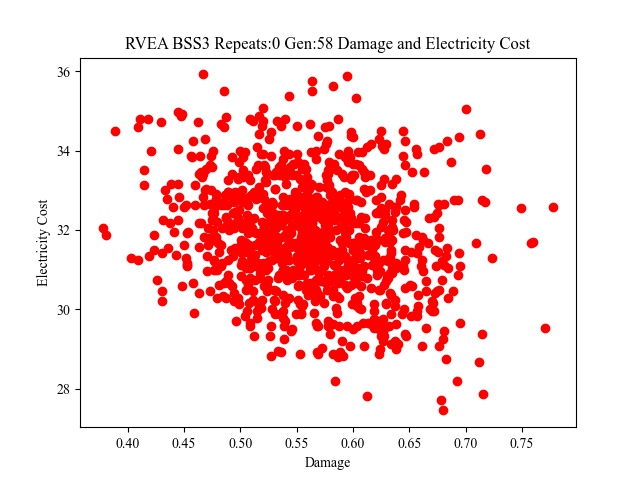 RVEA BSS3 Repeats:0 Gen:58 Damage and Electricity Cost
36
34
32
30
28
Electricity Cost
0.40 0.45 0.50 0.55 0.60 0.65 0.70 0.75
Damage